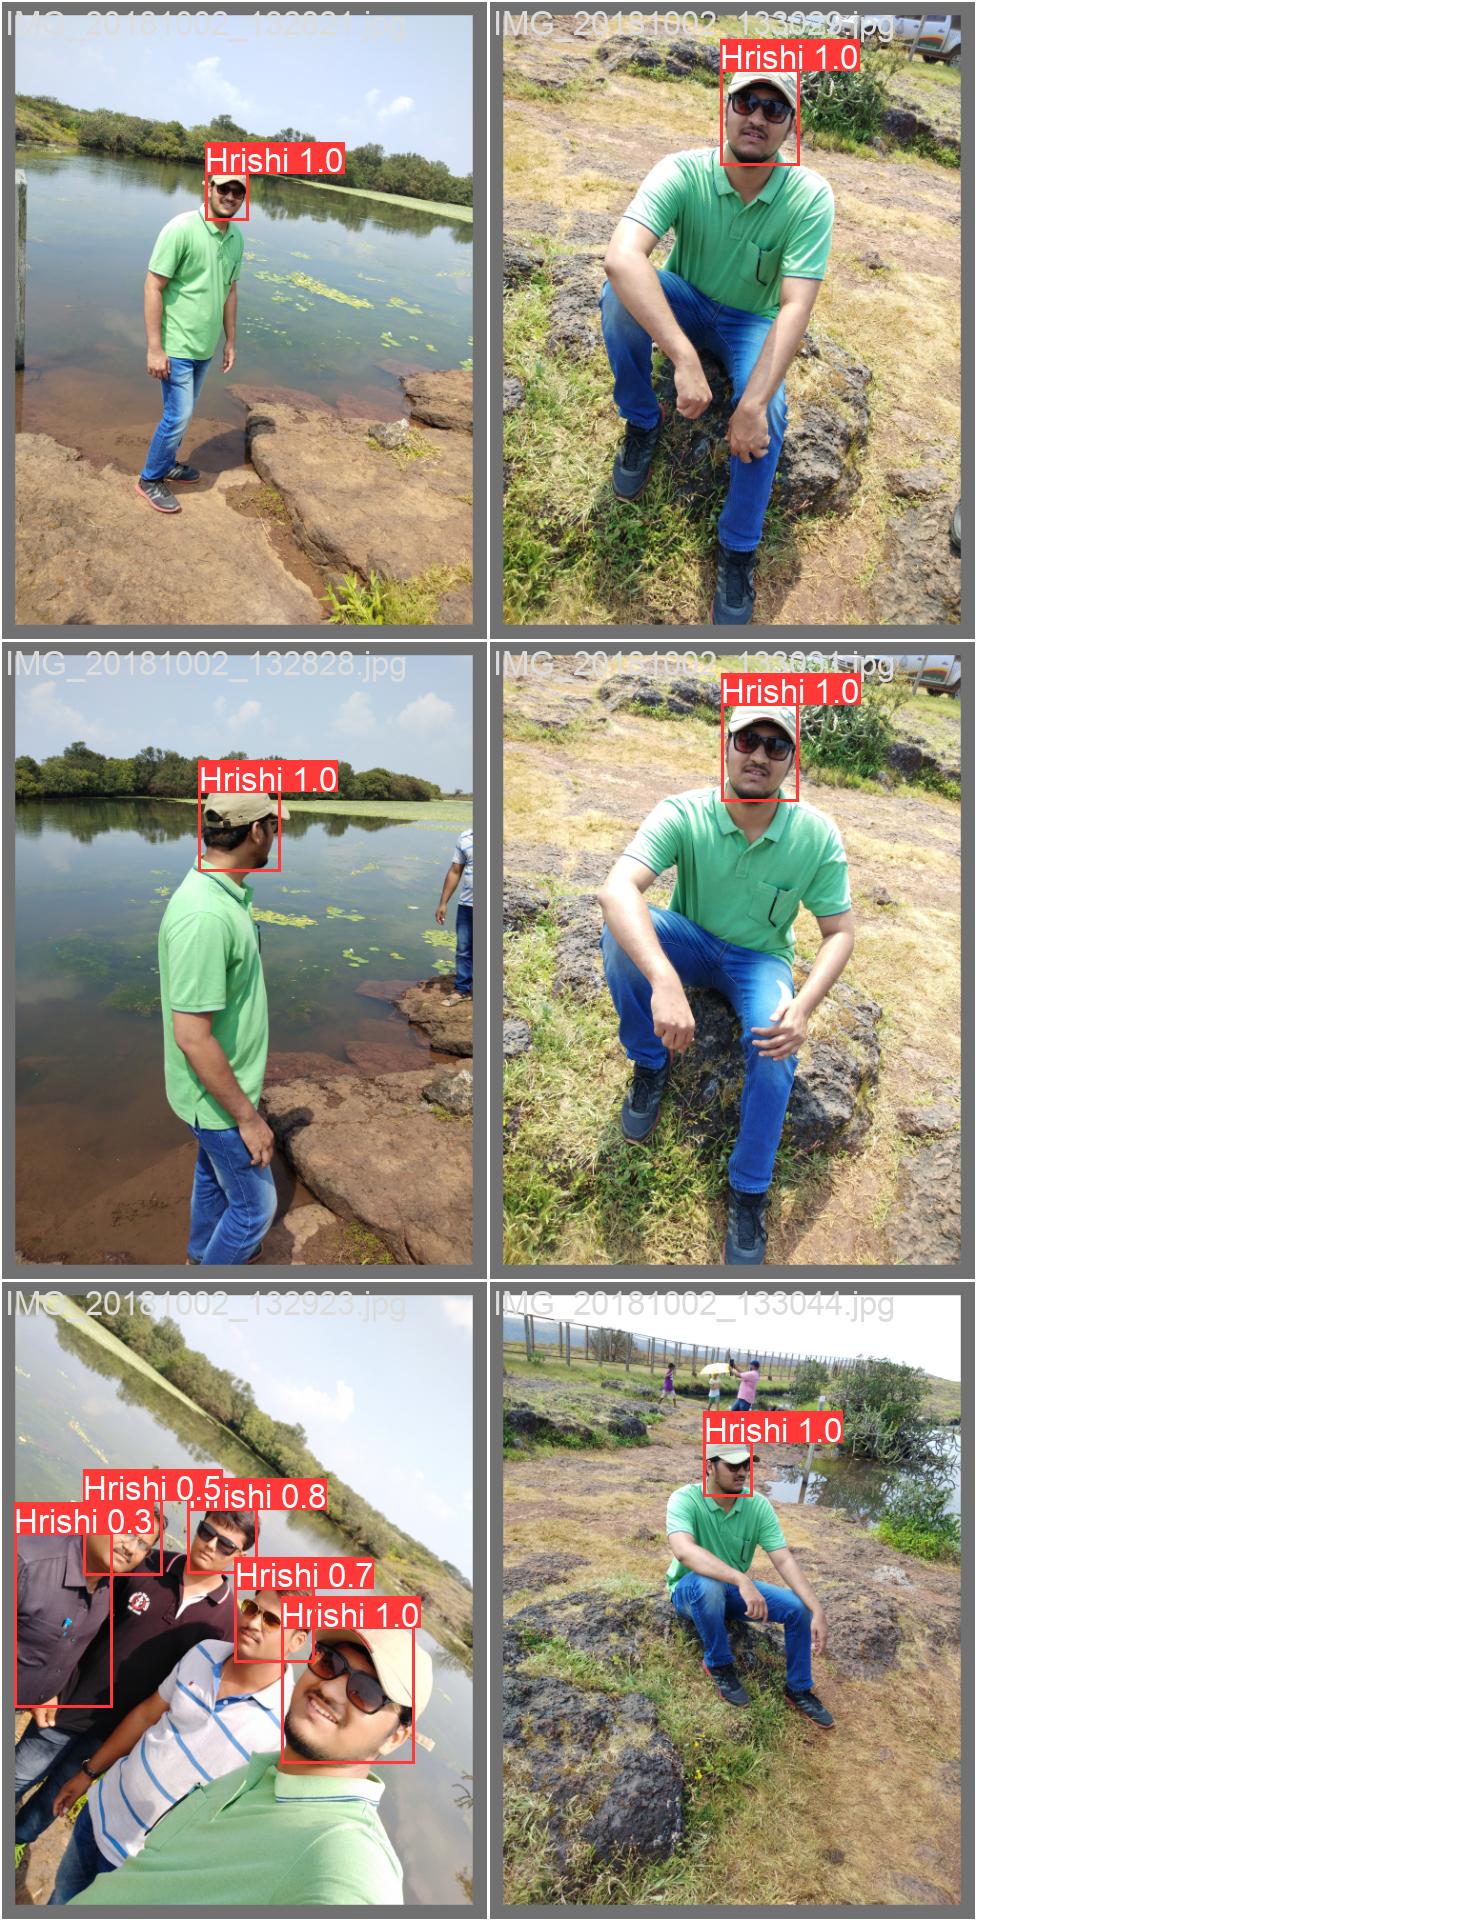 IMG_20181002_132821.jpg
Hrishi 1.0
IMG_20181002_133029.jpg
Hrishi 1.0
IMG_20181002_132828.jpg
Hrishi 1.0
IMG_20181002_133031.jpg
Hrishi 1.0
IMG_20181002_132923.jpg
Hrishi 0.5
ishi 0.8
Hrishi 0.3
Hrishi 0.7
Hrishi 1.0
IMG_20181002_133044.jpg
Hrishi 1.0